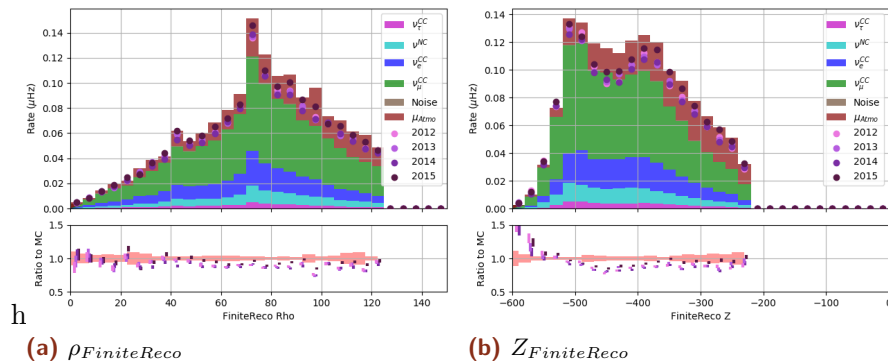 0.14
0.12
0.10
0.08
0.06
0.04
0.02
0.00
Rate (μHz)
ν_τ^CC
ν^NC
ν_e^CC
ν_μ^CC
Noise
μ_Atmo
2012
2013
2014
2015
1.5
1.0
0.5
Ratio to MC
0 20 40 60 80 100 120 140
FiniteReco Rho
0.14
0.12
0.10
0.08
0.06
0.04
0.02
0.00
Rate (μHz)
ν_τ^CC
ν^NC
ν_e^CC
ν_μ^CC
Noise
μ_Atmo
2012
2013
2014
2015
1.5
1.0
0.5
Ratio to MC
−600 −500 −400 −300 −200 −100 0
FiniteReco Z
h
(a) ρ_FiniteReco
(b) Z_FiniteReco